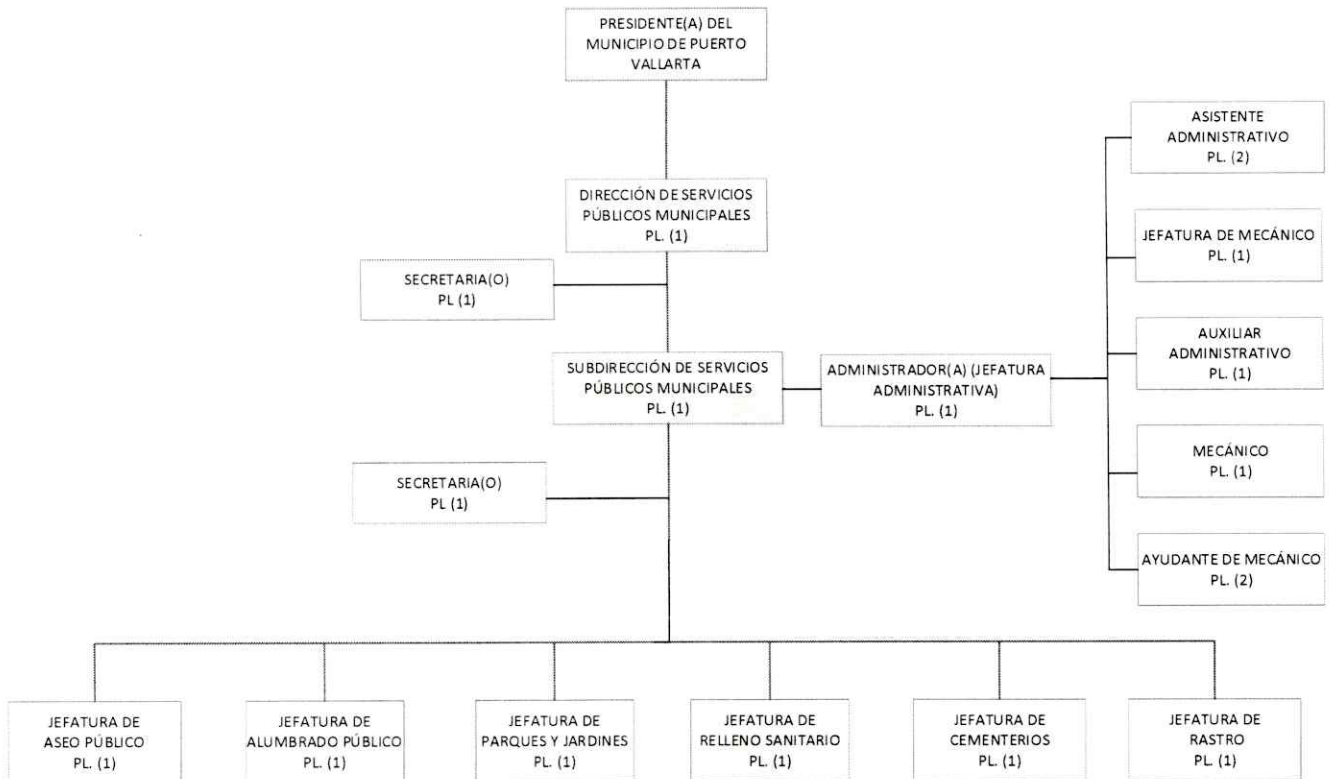 PRESIDENTE(A) DEL
MUNICIPIO DE PUERTO
VALLARTA
DIRECCIÓN DE SERVICIOS
PÚBLICOS MUNICIPALES
PL. (1)
SECRETARIA(O)
PL (1)
SUBDIRECCIÓN DE SERVICIOS
PÚBLICOS MUNICIPALES
PL. (1)
ADMINISTRADOR(A) (JEFATURA
ADMINISTRATIVA)
PL. (1)
ASISTENTE
ADMINISTRATIVO
PL. (2)
JEFATURA DE MECÁNICO
PL. (1)
AUXILIAR
ADMINISTRATIVO
PL. (1)
MECÁNICO
PL. (1)
AYUDANTE DE MECÁNICO
PL. (2)
SECRETARIA(O)
PL (1)
JEFATURA DE
ASEO PÚBLICO
PL. (1)
JEFATURA DE
ALUMBRADO PÚBLICO
PL. (1)
JEFATURA DE
PARQUES Y JARDINES
PL. (1)
JEFATURA DE
RELLENO SANITARIO
PL. (1)
JEFATURA DE
CEMENTERIOS
PL. (1)
JEFATURA DE
RASTRO
PL. (1)